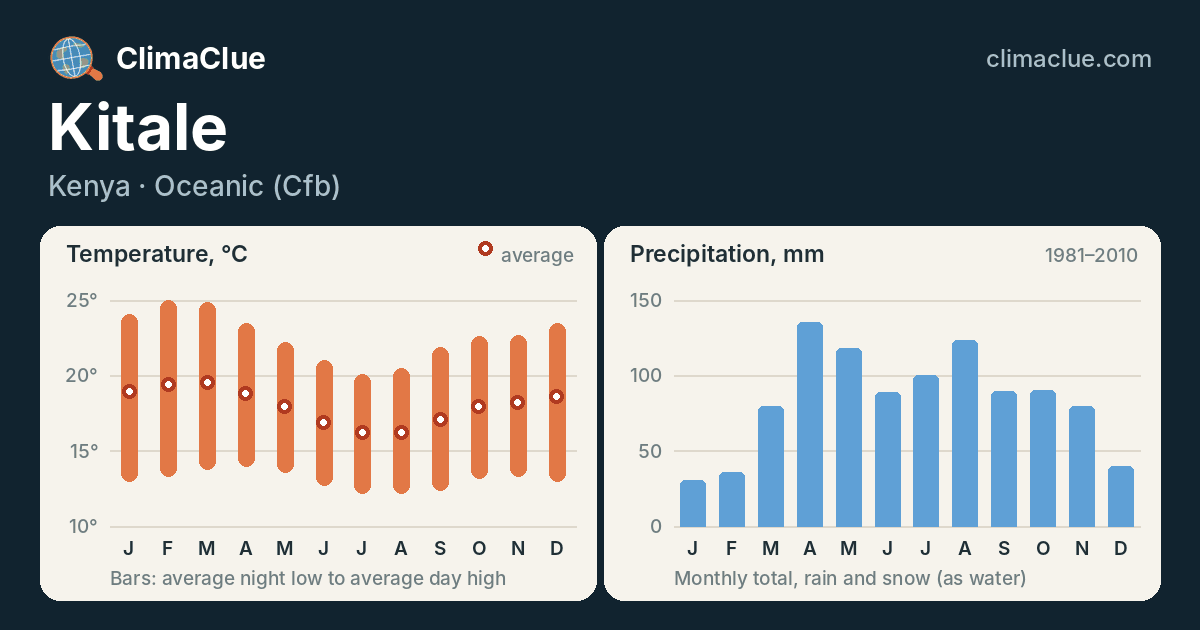 ClimaClue
climaclue.com
Kitale
Kenya · Oceanic (Cfb)
Temperature, °C
average
25°
20°
15°
10°
J F M A M J J A S O N D
Bars: average night low to average day high
Precipitation, mm
1981–2010
150
100
50
0
J F M A M J J A S O N D
Monthly total, rain and snow (as water)